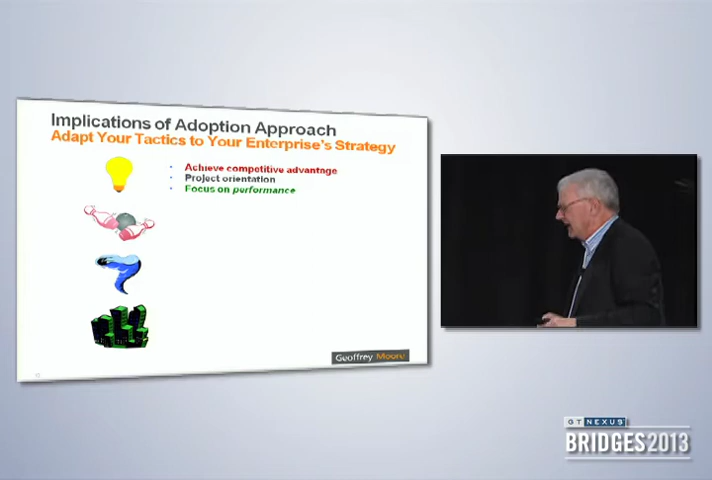 Implications of Adoption Approach
Adapt Your Tactics to Your Enterprise's Strategy
• Achieve competitive advantage
• Project orientation
• Focus on performance
Geoffrey Moore
GT NEXUS
BRIDGES2013